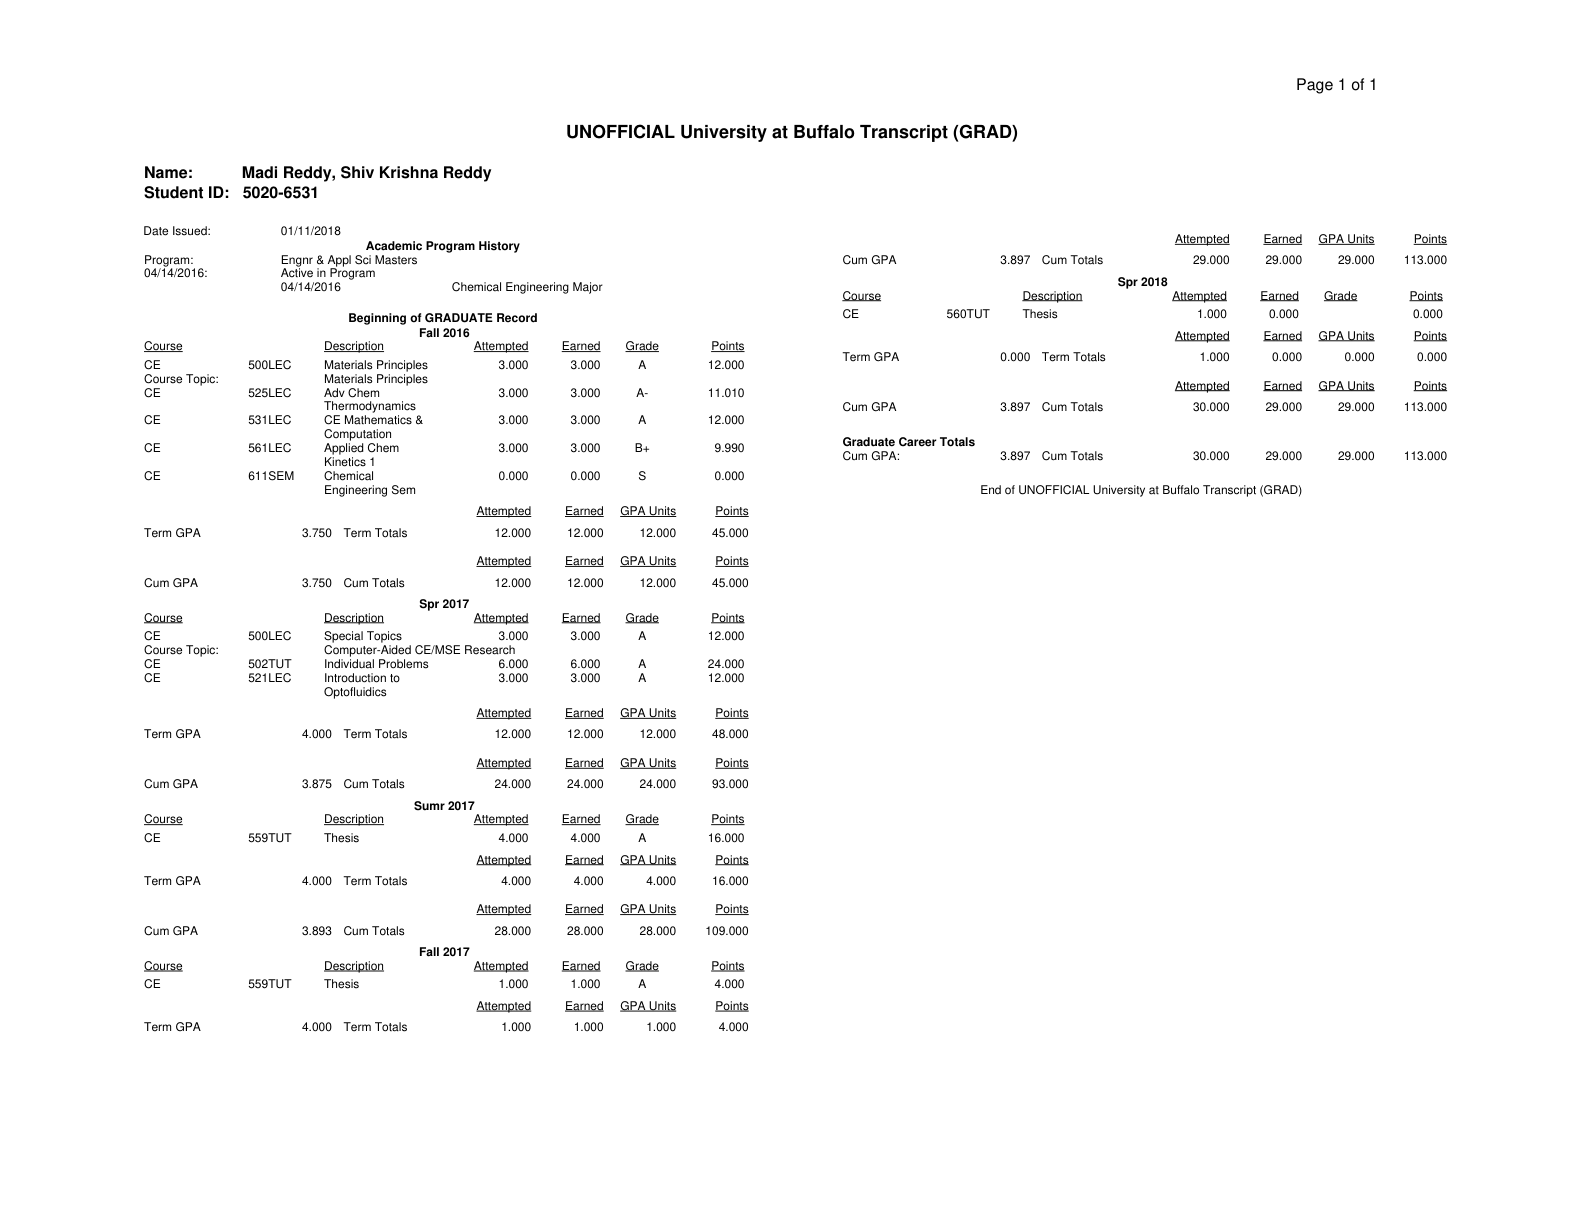 Page 1 of 1
UNOFFICIAL University at Buffalo Transcript (GRAD)
Name: Madi Reddy, Shiv Krishna Reddy
Student ID: 5020-6531
Date Issued: 01/11/2018
Academic Program History
Program: Engnr & Appl Sci Masters
04/14/2016: Active in Program
04/14/2016 Chemical Engineering Major
Beginning of GRADUATE Record
Fall 2016
Course Description Attempted Earned Grade Points
CE 500LEC Materials Principles 3.000 3.000 A 12.000
Course Topic: Materials Principles
CE 525LEC Adv Chem 3.000 3.000 A- 11.010
Thermodynamics
CE 531LEC CE Mathematics & 3.000 3.000 A 12.000
Computation
CE 561LEC Applied Chem 3.000 3.000 B+ 9.990
Kinetics 1
CE 611SEM Chemical 0.000 0.000 S 0.000
Engineering Sem
Attempted Earned GPA Units Points
Term GPA 3.750 Term Totals 12.000 12.000 12.000 45.000
Attempted Earned GPA Units Points
Cum GPA 3.750 Cum Totals 12.000 12.000 12.000 45.000
Spr 2017
Course Description Attempted Earned Grade Points
CE 500LEC Special Topics 3.000 3.000 A 12.000
Course Topic: Computer-Aided CE/MSE Research
CE 502TUT Individual Problems 6.000 6.000 A 24.000
CE 521LEC Introduction to 3.000 3.000 A 12.000
Optofluidics
Attempted Earned GPA Units Points
Term GPA 4.000 Term Totals 12.000 12.000 12.000 48.000
Attempted Earned GPA Units Points
Cum GPA 3.875 Cum Totals 24.000 24.000 24.000 93.000
Sumr 2017
Course Description Attempted Earned Grade Points
CE 559TUT Thesis 4.000 4.000 A 16.000
Attempted Earned GPA Units Points
Term GPA 4.000 Term Totals 4.000 4.000 4.000 16.000
Attempted Earned GPA Units Points
Cum GPA 3.893 Cum Totals 28.000 28.000 28.000 109.000
Fall 2017
Course Description Attempted Earned Grade Points
CE 559TUT Thesis 1.000 1.000 A 4.000
Attempted Earned GPA Units Points
Term GPA 4.000 Term Totals 1.000 1.000 1.000 4.000
Attempted Earned GPA Units Points
Cum GPA 3.897 Cum Totals 29.000 29.000 29.000 113.000
Spr 2018
Course Description Attempted Earned Grade Points
CE 560TUT Thesis 1.000 0.000 0.000
Attempted Earned GPA Units Points
Term GPA 0.000 Term Totals 1.000 0.000 0.000 0.000
Attempted Earned GPA Units Points
Cum GPA 3.897 Cum Totals 30.000 29.000 29.000 113.000
Graduate Career Totals
Cum GPA: 3.897 Cum Totals 30.000 29.000 29.000 113.000
End of UNOFFICIAL University at Buffalo Transcript (GRAD)